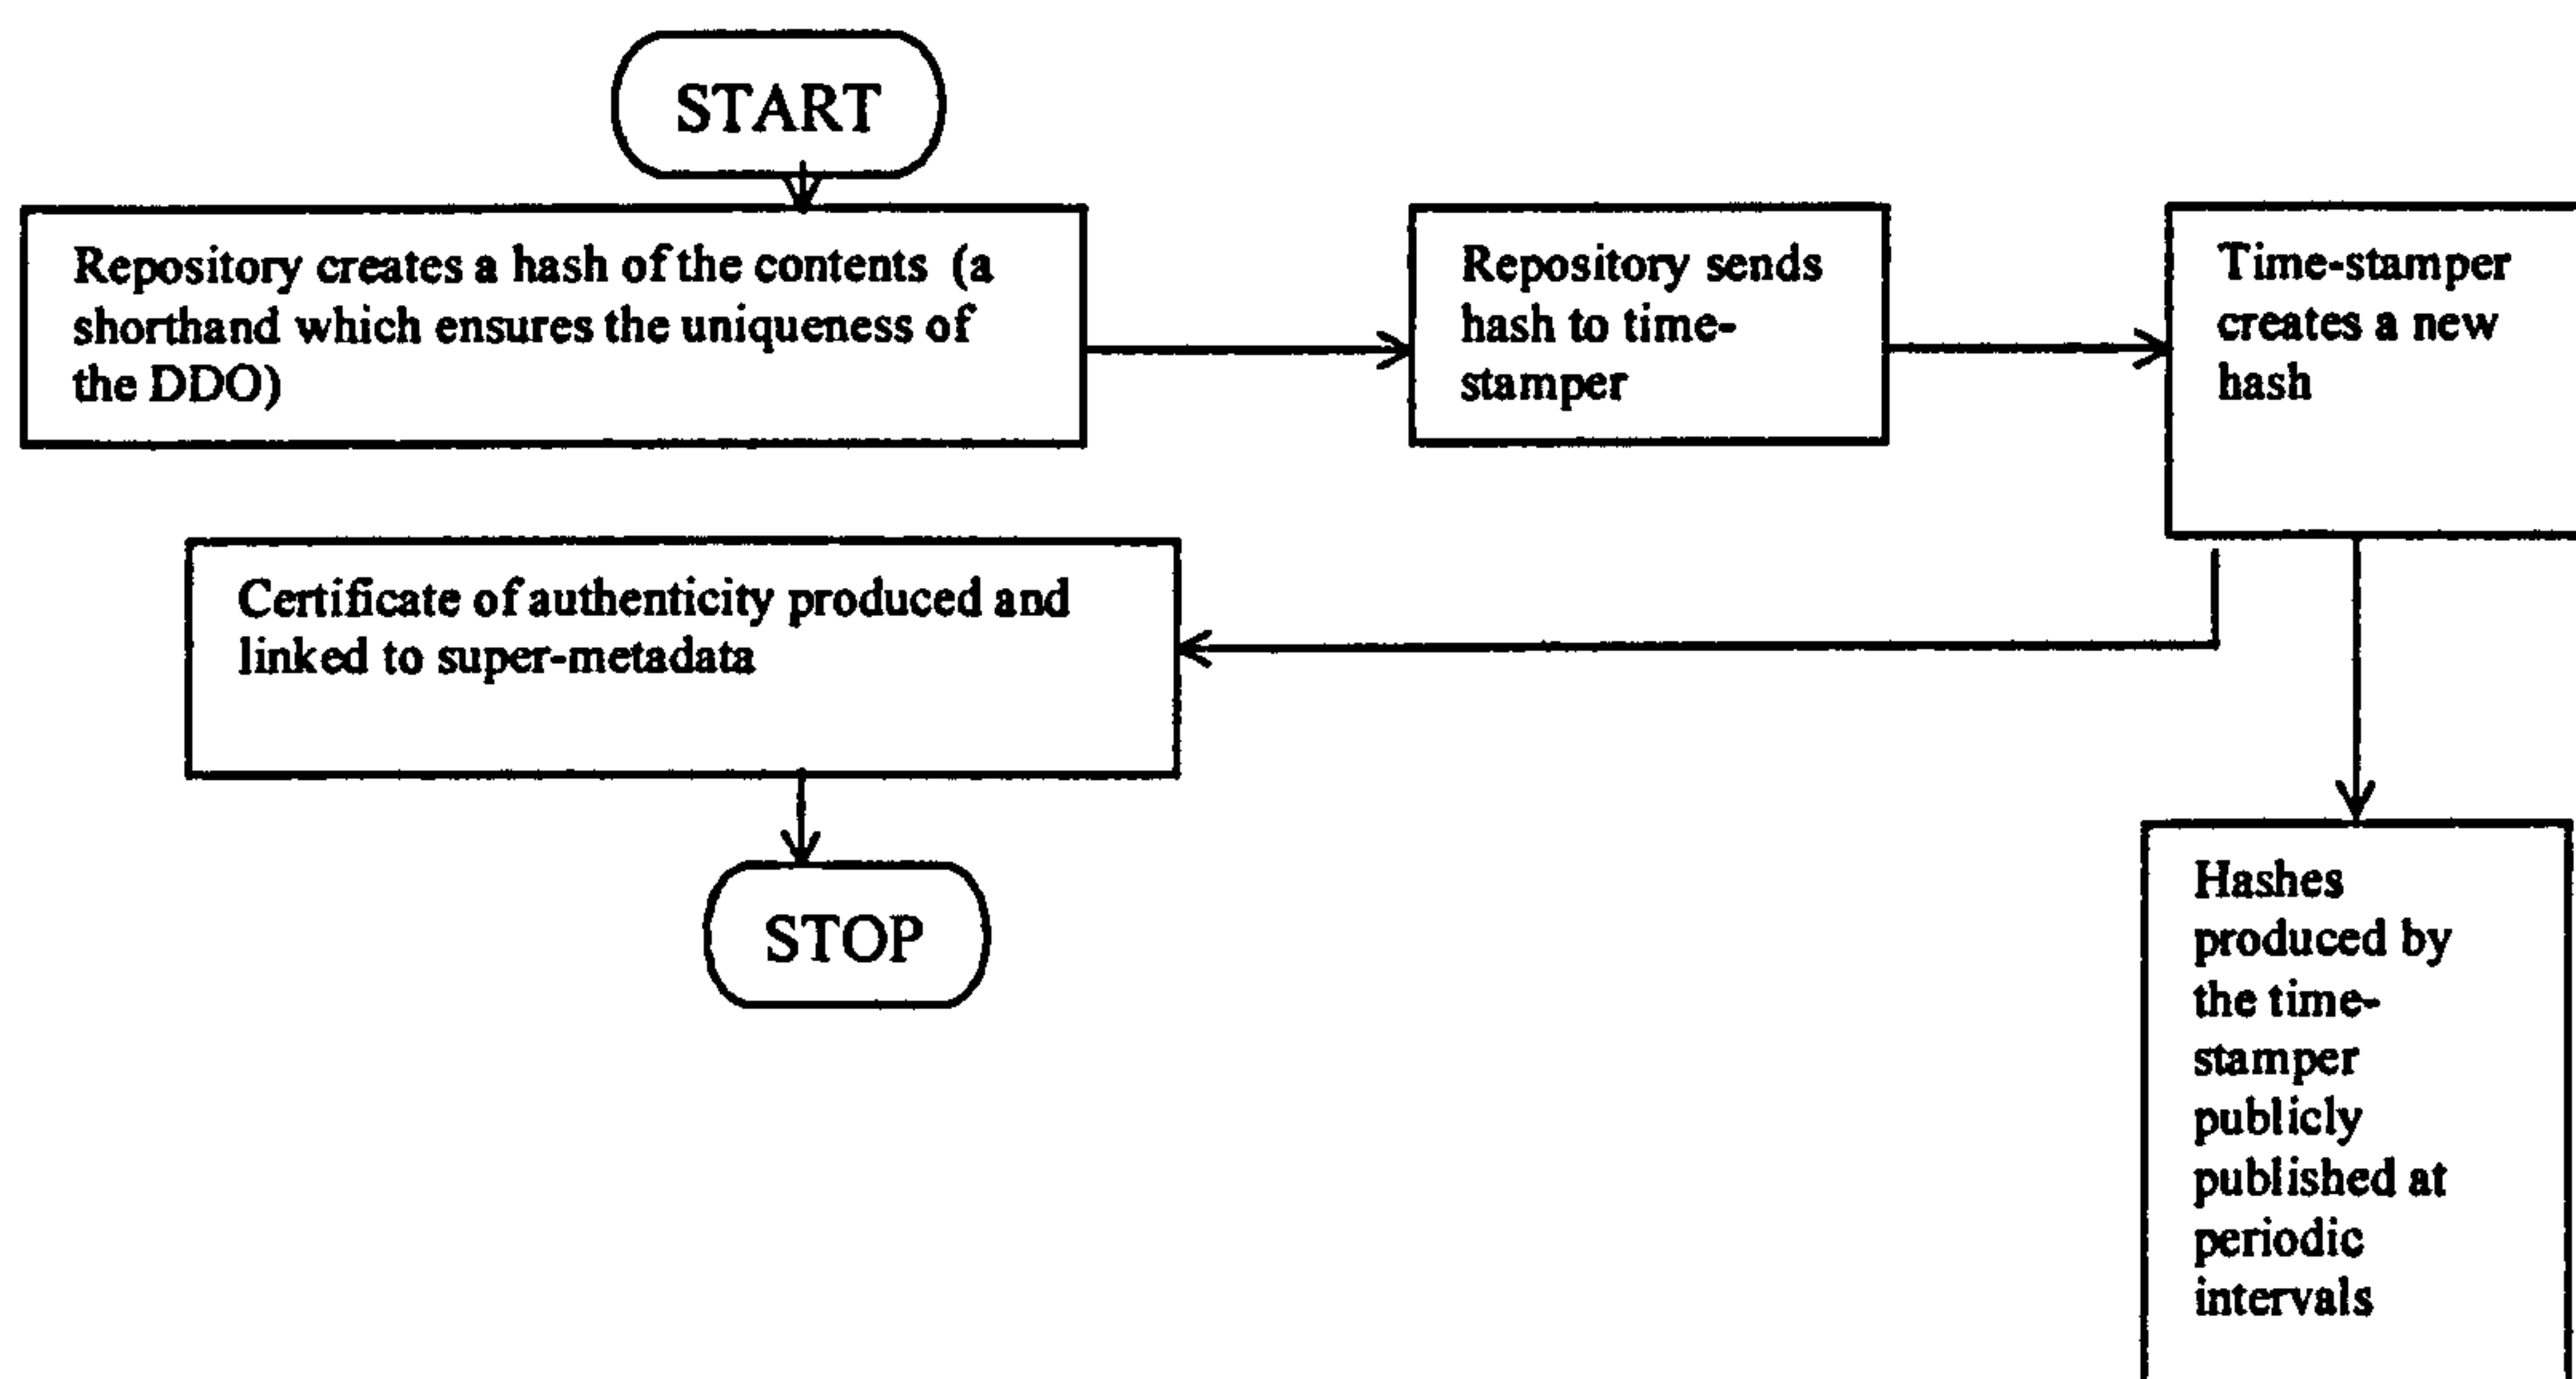 START
Repository creates a hash of the contents (a
shorthand which ensures the uniqueness of
the DDO)
Repository sends
hash to time-
stamper
Time-stamper
creates a new
hash
Certificate of authenticity produced and
linked to super-metadata
STOP
Hashes
produced by
the time-
stamper
publicly
published at
periodic
intervals